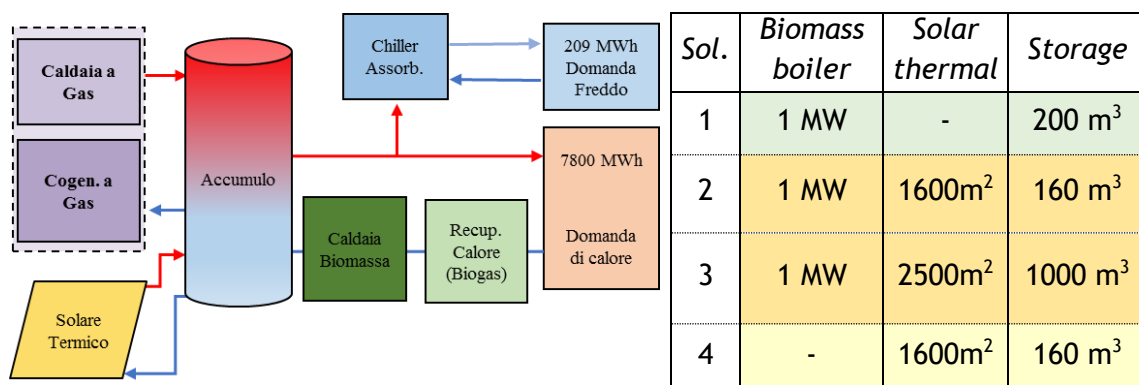 Caldaia a
Gas
Cogen. a
Gas
Accumulo
Solare
Termico
Chiller
Assorb.
209 MWh
Domanda
Freddo
7800 MWh
Domanda
di calore
Caldaia
Biomassa
Recup.
Calore
(Biogas)
Sol. Biomass boiler Solar thermal Storage
1 1 MW - 200 m³
2 1 MW 1600m² 160 m³
3 1 MW 2500m² 1000 m³
4 - 1600m² 160 m³